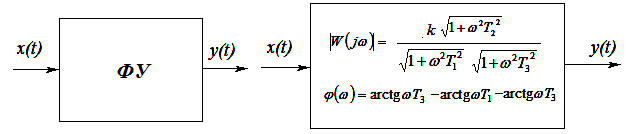 x(t) ФУ y(t) x(t) |W(jω)| = k√(1+ω²T₂²) / (√(1+ω²T₁²) √(1+ω²T₃²)) y(t)
φ(ω) = arctgωT₃ − arctgωT₁ − arctgωT₃